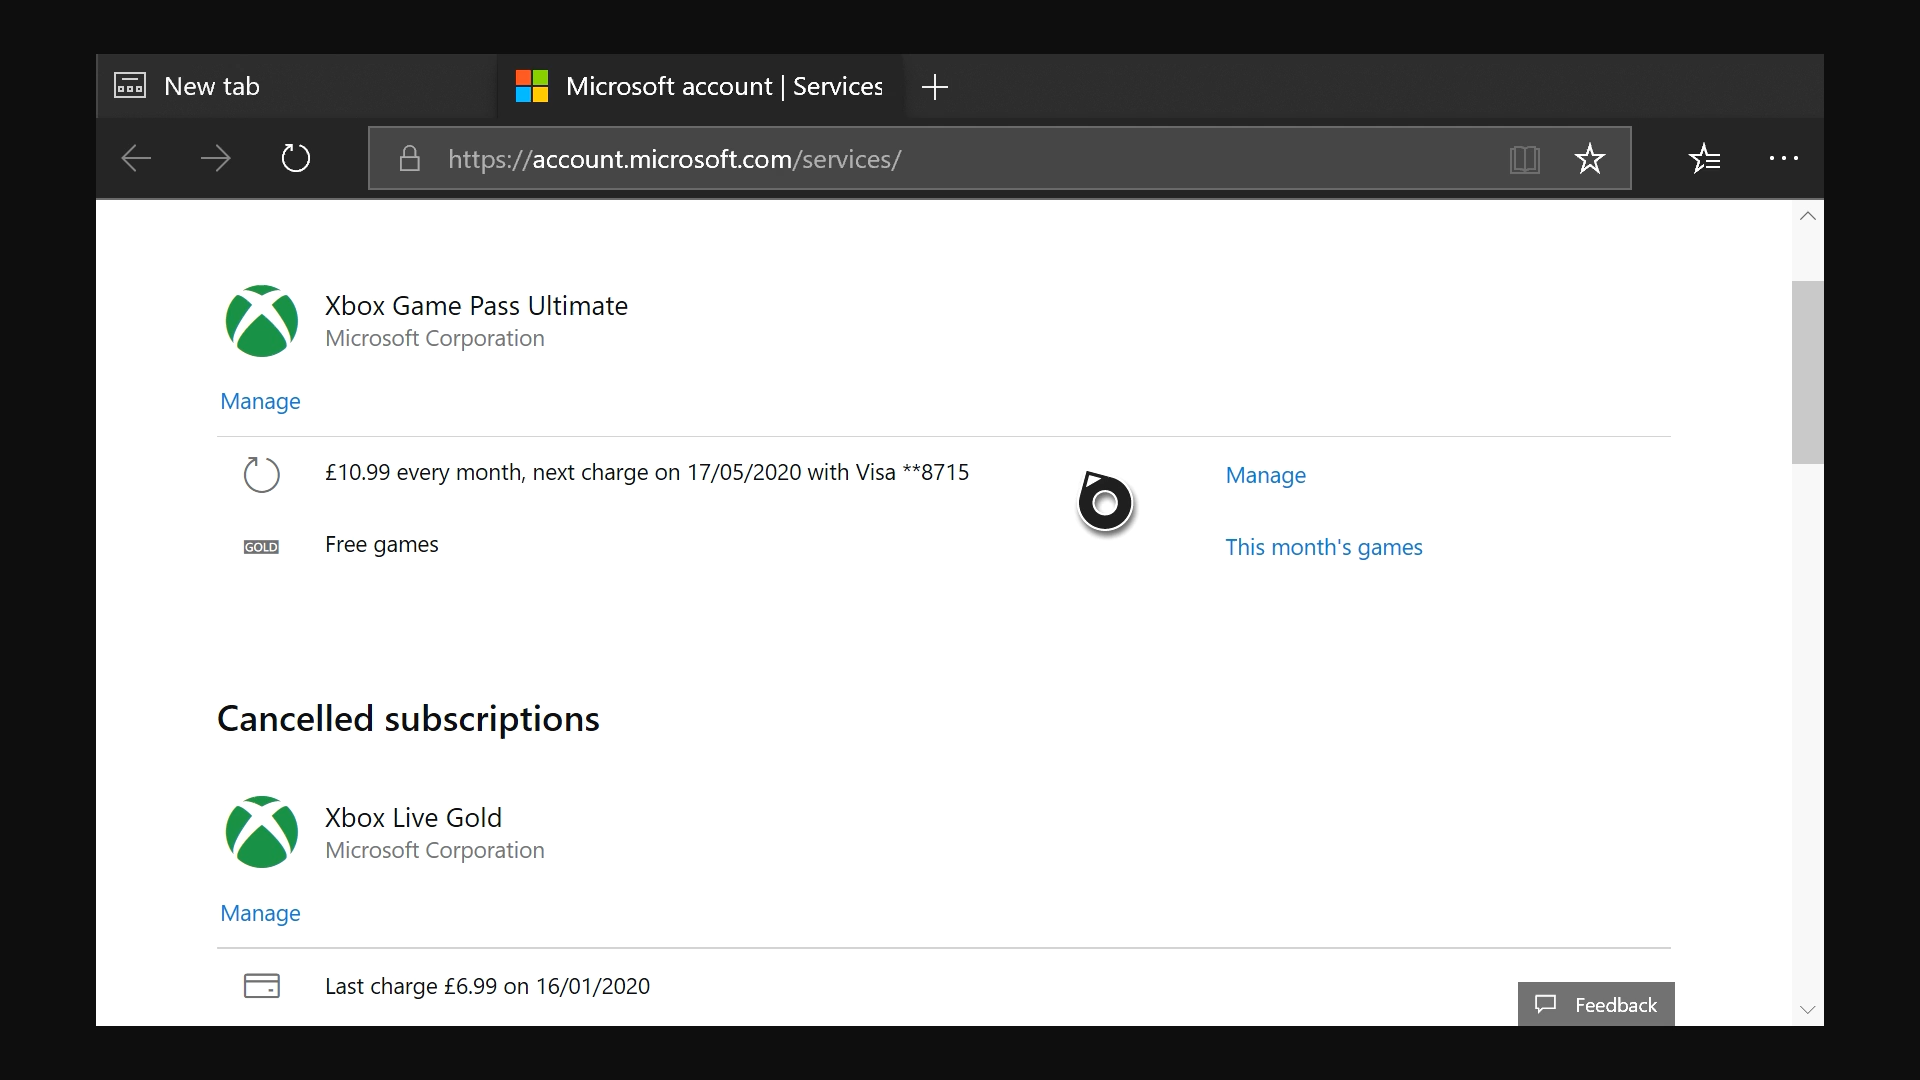 New tab
Microsoft account | Services
https://account.microsoft.com/services/
Xbox Game Pass Ultimate
Microsoft Corporation
Manage
£10.99 every month, next charge on 17/05/2020 with Visa **8715
Manage
GOLD
Free games
This month's games
Cancelled subscriptions
Xbox Live Gold
Microsoft Corporation
Manage
Last charge £6.99 on 16/01/2020
Feedback